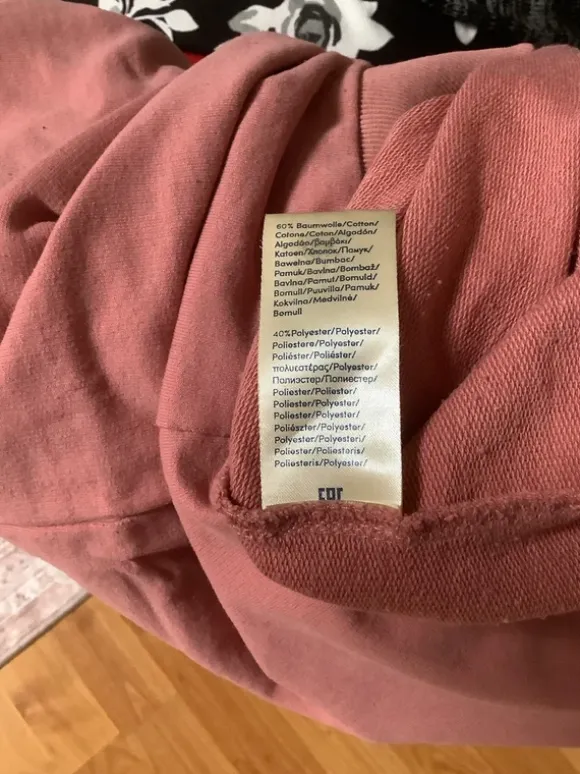 60% Baumwolle/Cotton/
Cotone/Coton/Algodón/
Algodão/βαμβάκι/
Katoen/Хлопок/Памук/
Bawełna/Bumbac/
Pamuk/Bavlna/Bombaž/
Bavlna/Pamut/Bomuld/
Bomull/Puuvilla/Pamuk/
Kokvilna/Medvilnė/
Bomull
40%Polyester/Polyester/
Poliestere/Polyester/
Poliéster/Poliéster/
πολυεστέρας/Polyester/
Полиэстер/Полиестер/
Poliester/Poliester/
Polyester/Polyester/
Polyester/Poliester/
Poliészter/Polyester/
Polyester/Polyesteri/
Poliester/Poliesteris/
Poliesteris/Polyester/